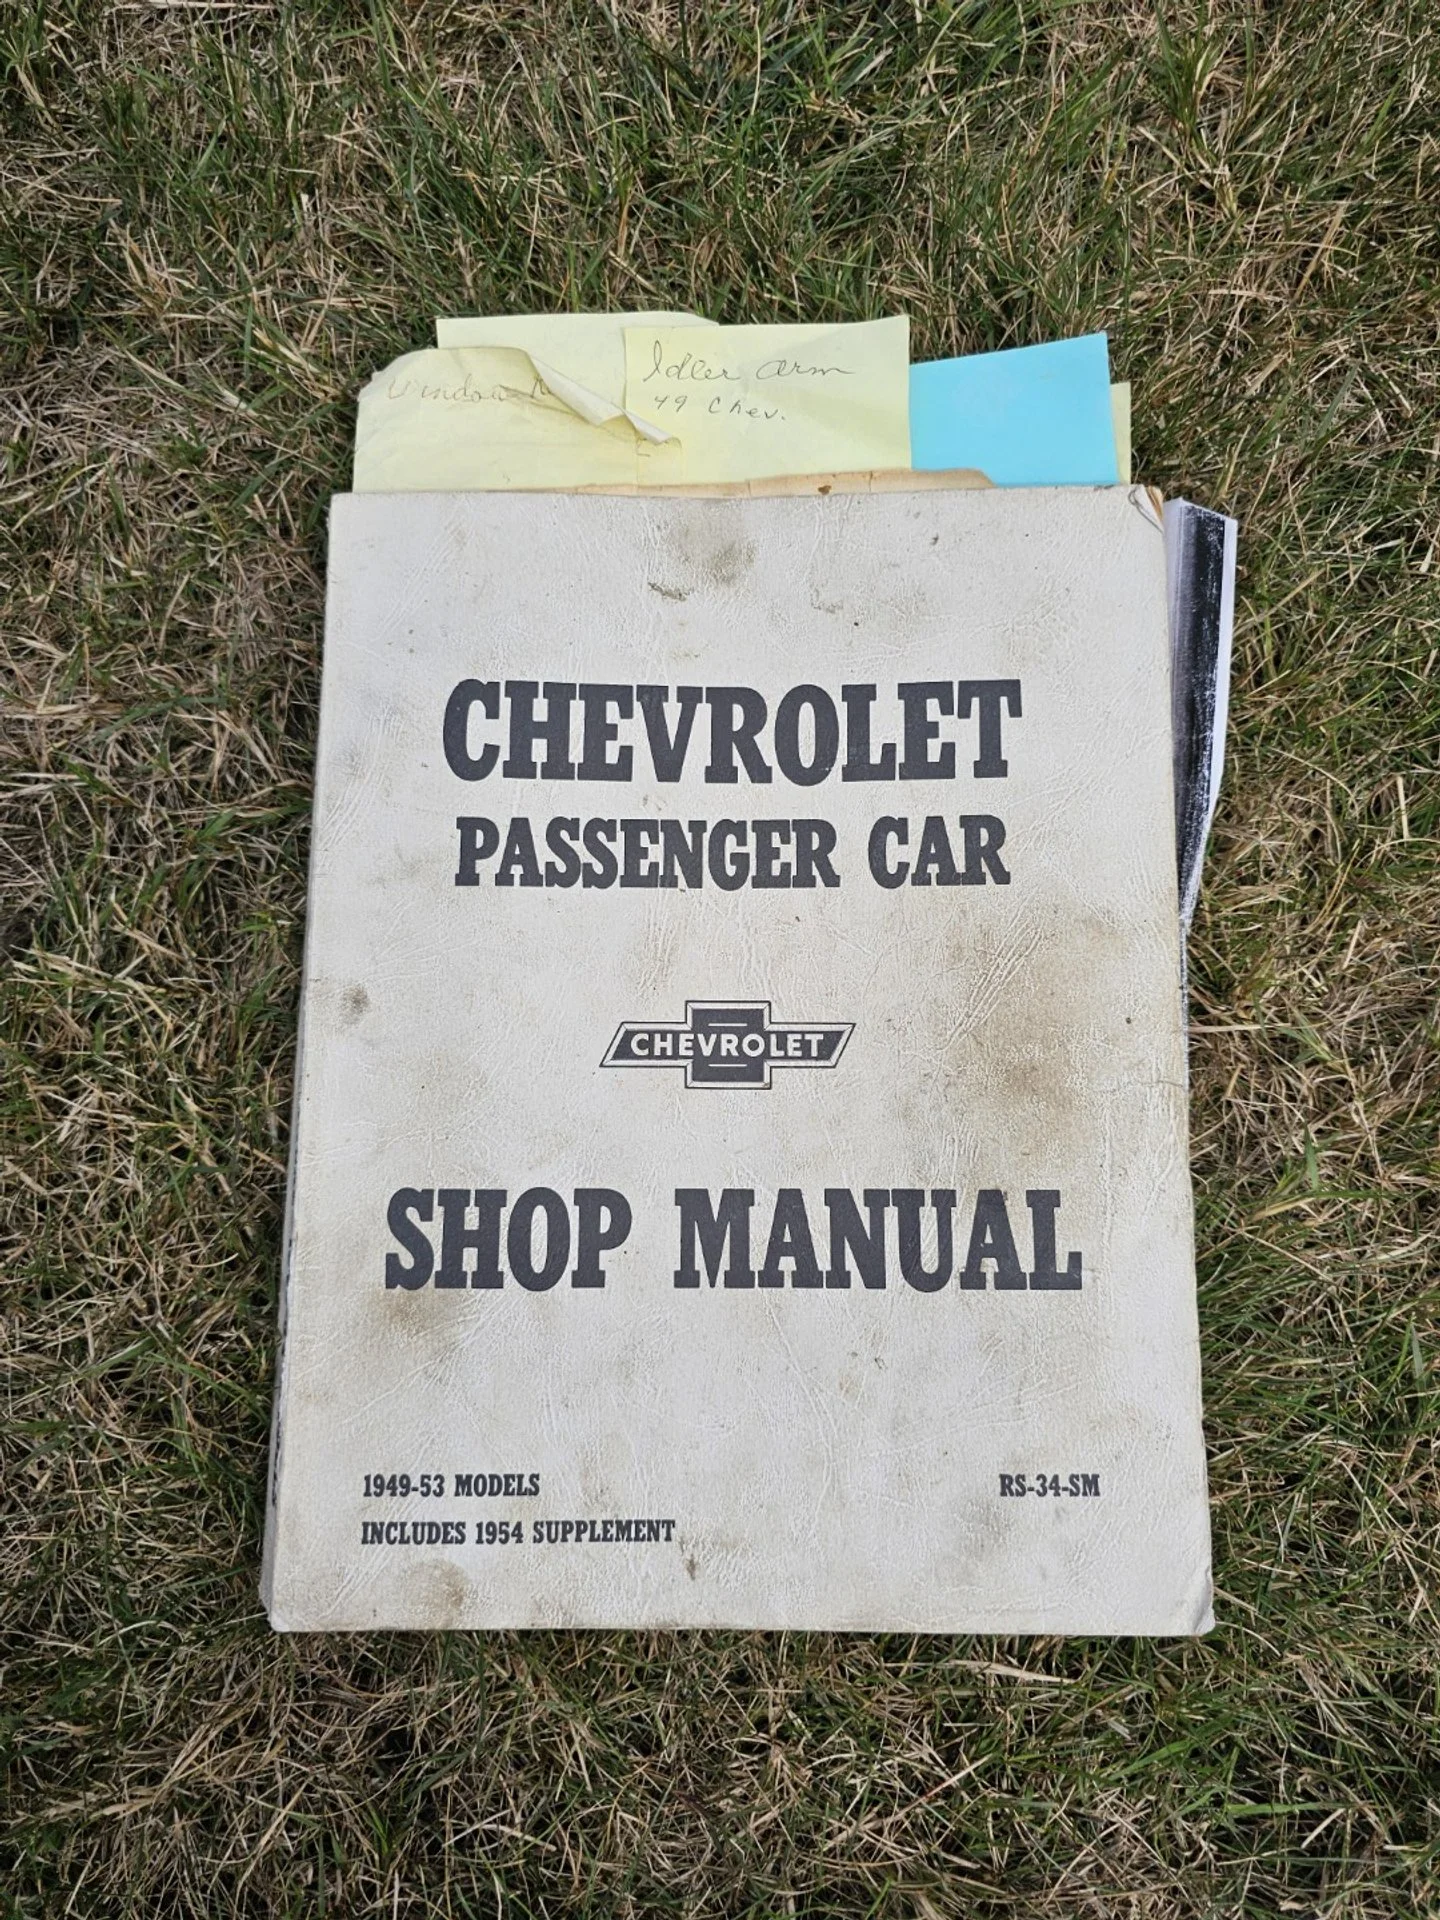 Window
Idler Arm
49 Chev.
CHEVROLET
PASSENGER CAR
CHEVROLET
SHOP MANUAL
1949-53 MODELS
RS-34-SM
INCLUDES 1954 SUPPLEMENT